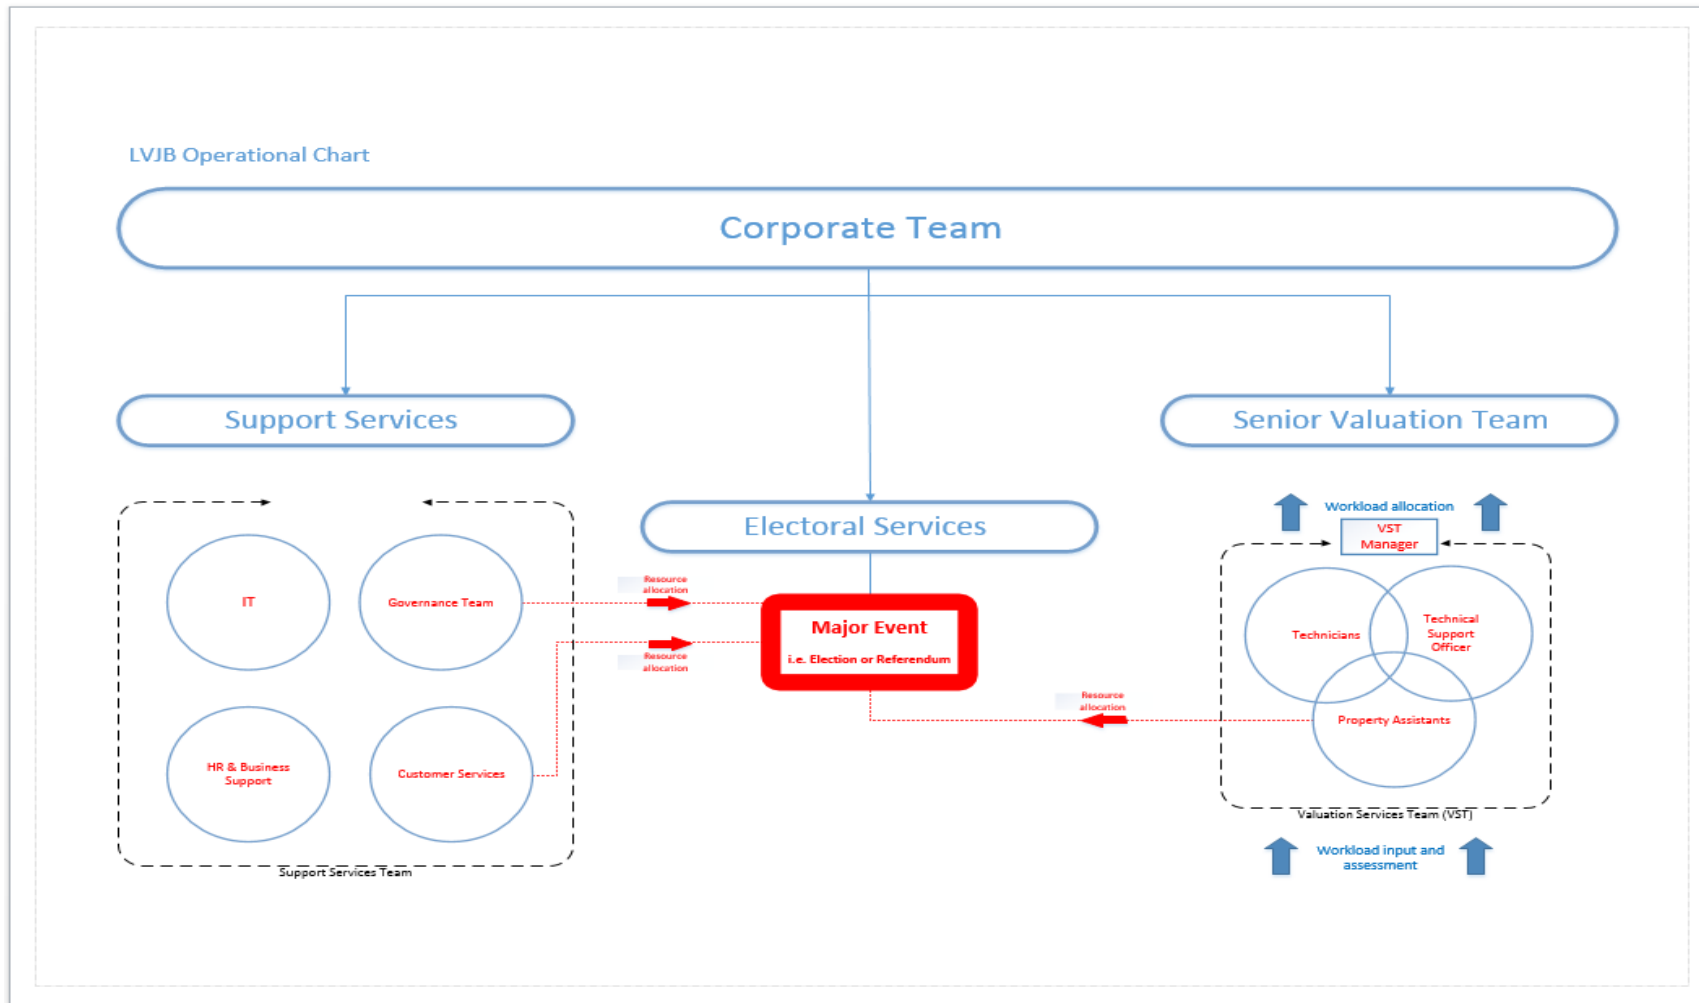 LVJB Operational Chart
Corporate Team
Support Services
Senior Valuation Team
Electoral Services
IT
Governance Team
HR & Business
Support
Customer Services
Support Services Team
Resource
allocation
Resource
allocation
Major Event
i.e. Election or Referendum
Resource
allocation
Workload allocation
VST
Manager
Technicians
Technical
Support
Officer
Property Assistants
Valuation Services Team (VST)
Workload input and
assessment